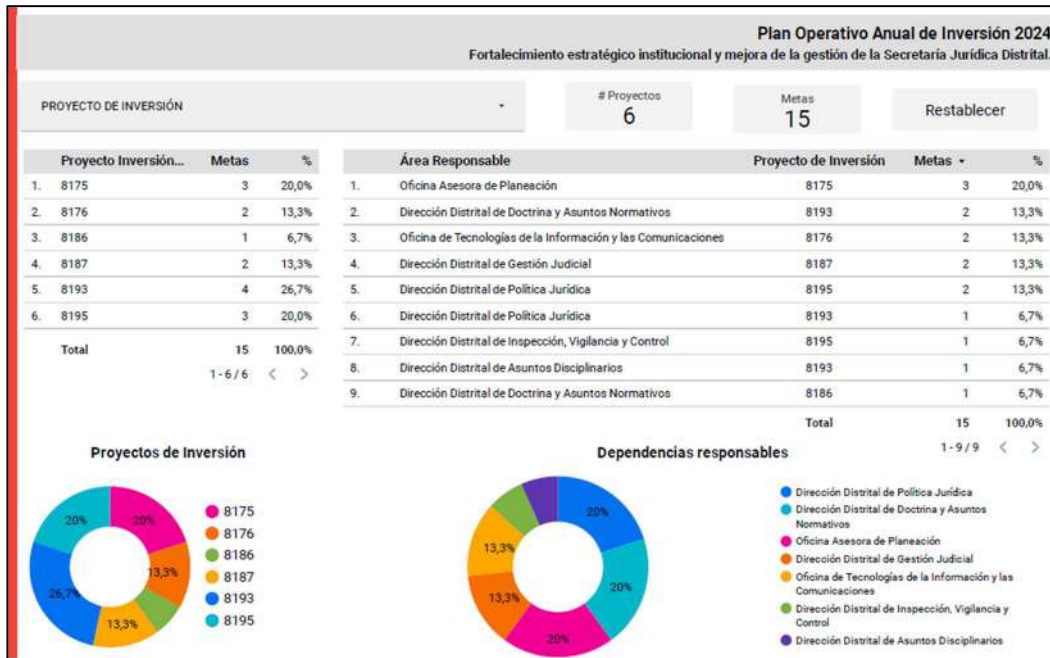 Plan Operativo Anual de Inversión 2024
Fortalecimiento estratégico institucional y mejora de la gestión de la Secretaría Jurídica Distrital.
PROYECTO DE INVERSIÓN
# Proyectos
6
Metas
15
Restablecer
Proyecto Inversión... Metas %
1. 8175 3 20,0%
2. 8176 2 13,3%
3. 8186 1 6,7%
4. 8187 2 13,3%
5. 8193 4 26,7%
6. 8195 3 20,0%
Total 15 100,0%
1 - 6 / 6 < >
Área Responsable Proyecto de Inversión Metas %
1. Oficina Asesora de Planeación 8175 3 20,0%
2. Dirección Distrital de Doctrina y Asuntos Normativos 8193 2 13,3%
3. Oficina de Tecnologías de la Información y las Comunicaciones 8176 2 13,3%
4. Dirección Distrital de Gestión Judicial 8187 2 13,3%
5. Dirección Distrital de Política Jurídica 8195 2 13,3%
6. Dirección Distrital de Política Jurídica 8193 1 6,7%
7. Dirección Distrital de Inspección, Vigilancia y Control 8195 1 6,7%
8. Dirección Distrital de Asuntos Disciplinarios 8193 1 6,7%
9. Dirección Distrital de Doctrina y Asuntos Normativos 8186 1 6,7%
Total 15 100,0%
1 - 9 / 9 < >
Proyectos de Inversión
20%
20%
13,3%
26,7%
13,3%
8175
8176
8186
8187
8193
8195
Dependencias responsables
20%
13,3%
20%
13,3%
20%
Dirección Distrital de Política Jurídica
Dirección Distrital de Doctrina y Asuntos
Normativos
Oficina Asesora de Planeación
Dirección Distrital de Gestión Judicial
Oficina de Tecnologías de la Información y las
Comunicaciones
Dirección Distrital de Inspección, Vigilancia y
Control
Dirección Distrital de Asuntos Disciplinarios